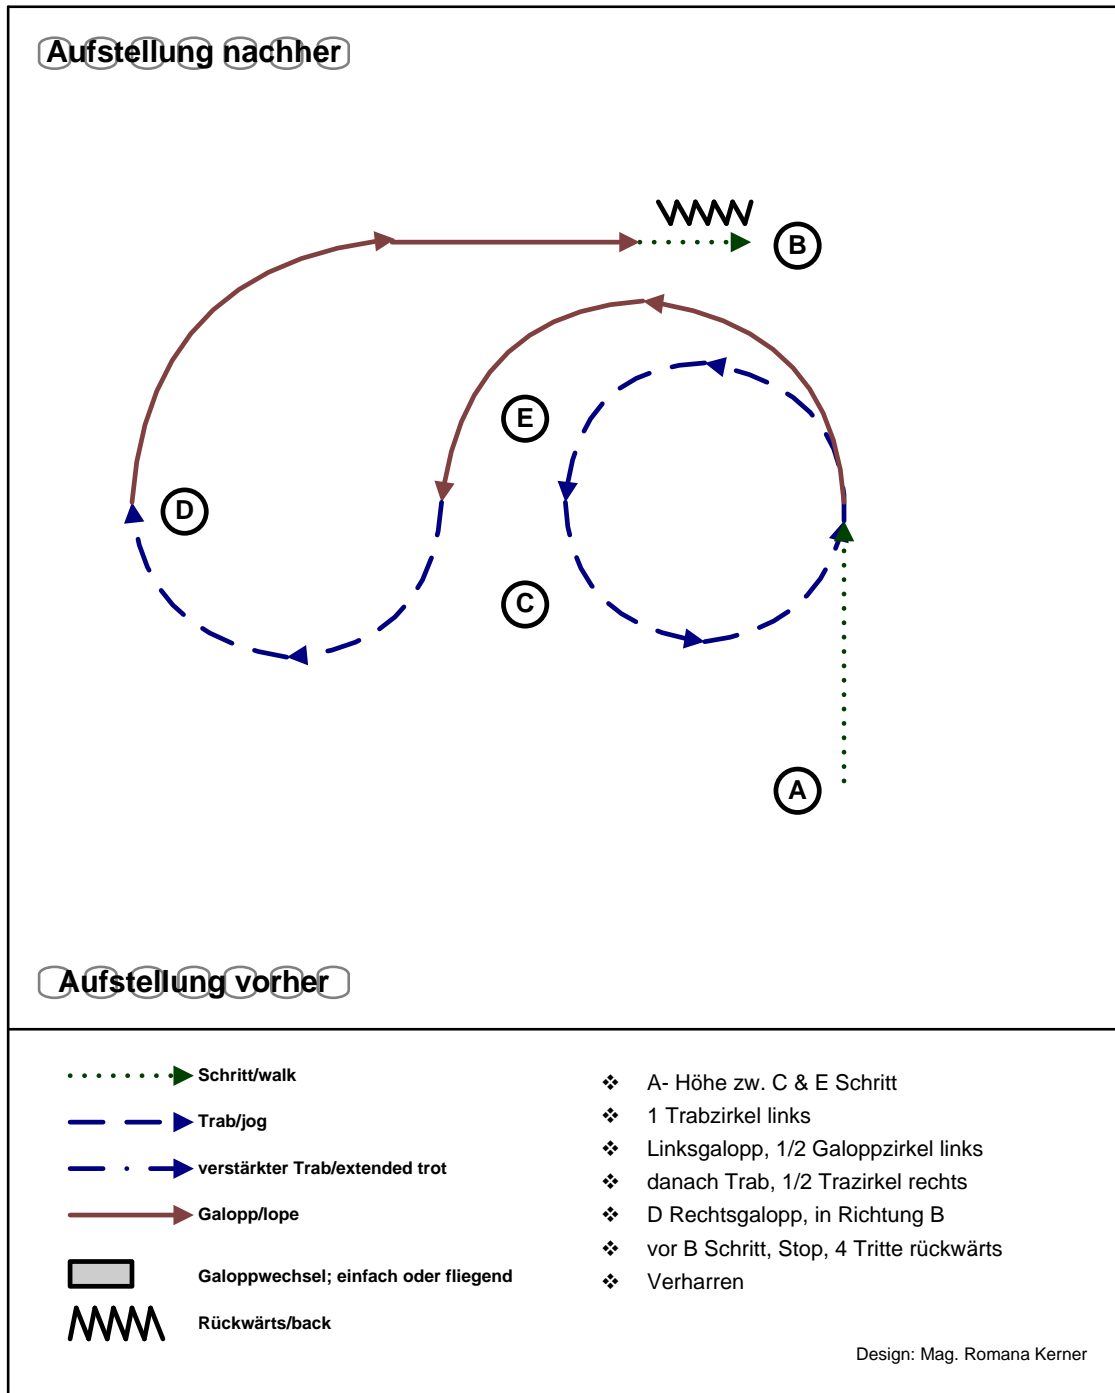 Aufstellung nachher
B
E
D
C
A
Aufstellung vorher
Schritt/walk
Trab/jog
verstärkter Trab/extended trot
Galopp/lope
Galoppwechsel; einfach oder fliegend
Rückwärts/back
❖ A- Höhe zw. C & E Schritt
❖ 1 Trabzirkel links
❖ Linksgalopp, 1/2 Galoppzirkel links
❖ danach Trab, 1/2 Trazirkel rechts
❖ D Rechtsgalopp, in Richtung B
❖ vor B Schritt, Stop, 4 Tritte rückwärts
❖ Verharren
Design: Mag. Romana Kerner